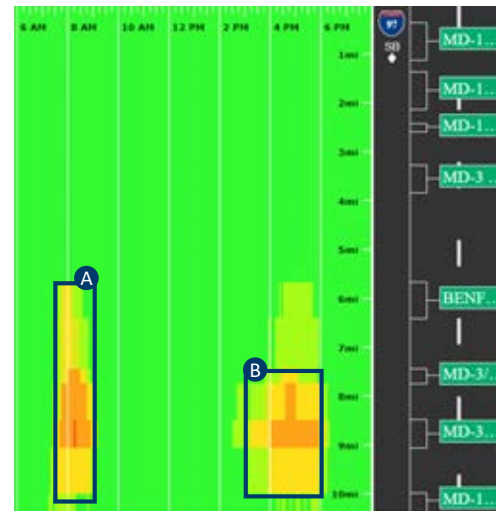 6 AM 8 AM 10 AM 12 PM 2 PM 4 PM 6 PM
97
SB
1mi
MD-1...
MD-1...
2mi
MD-1...
3mi
MD-3 ...
4mi
5mi
A
6mi
BENF...
7mi
B
MD-3/...
8mi
MD-3...
9mi
10mi
MD-1...